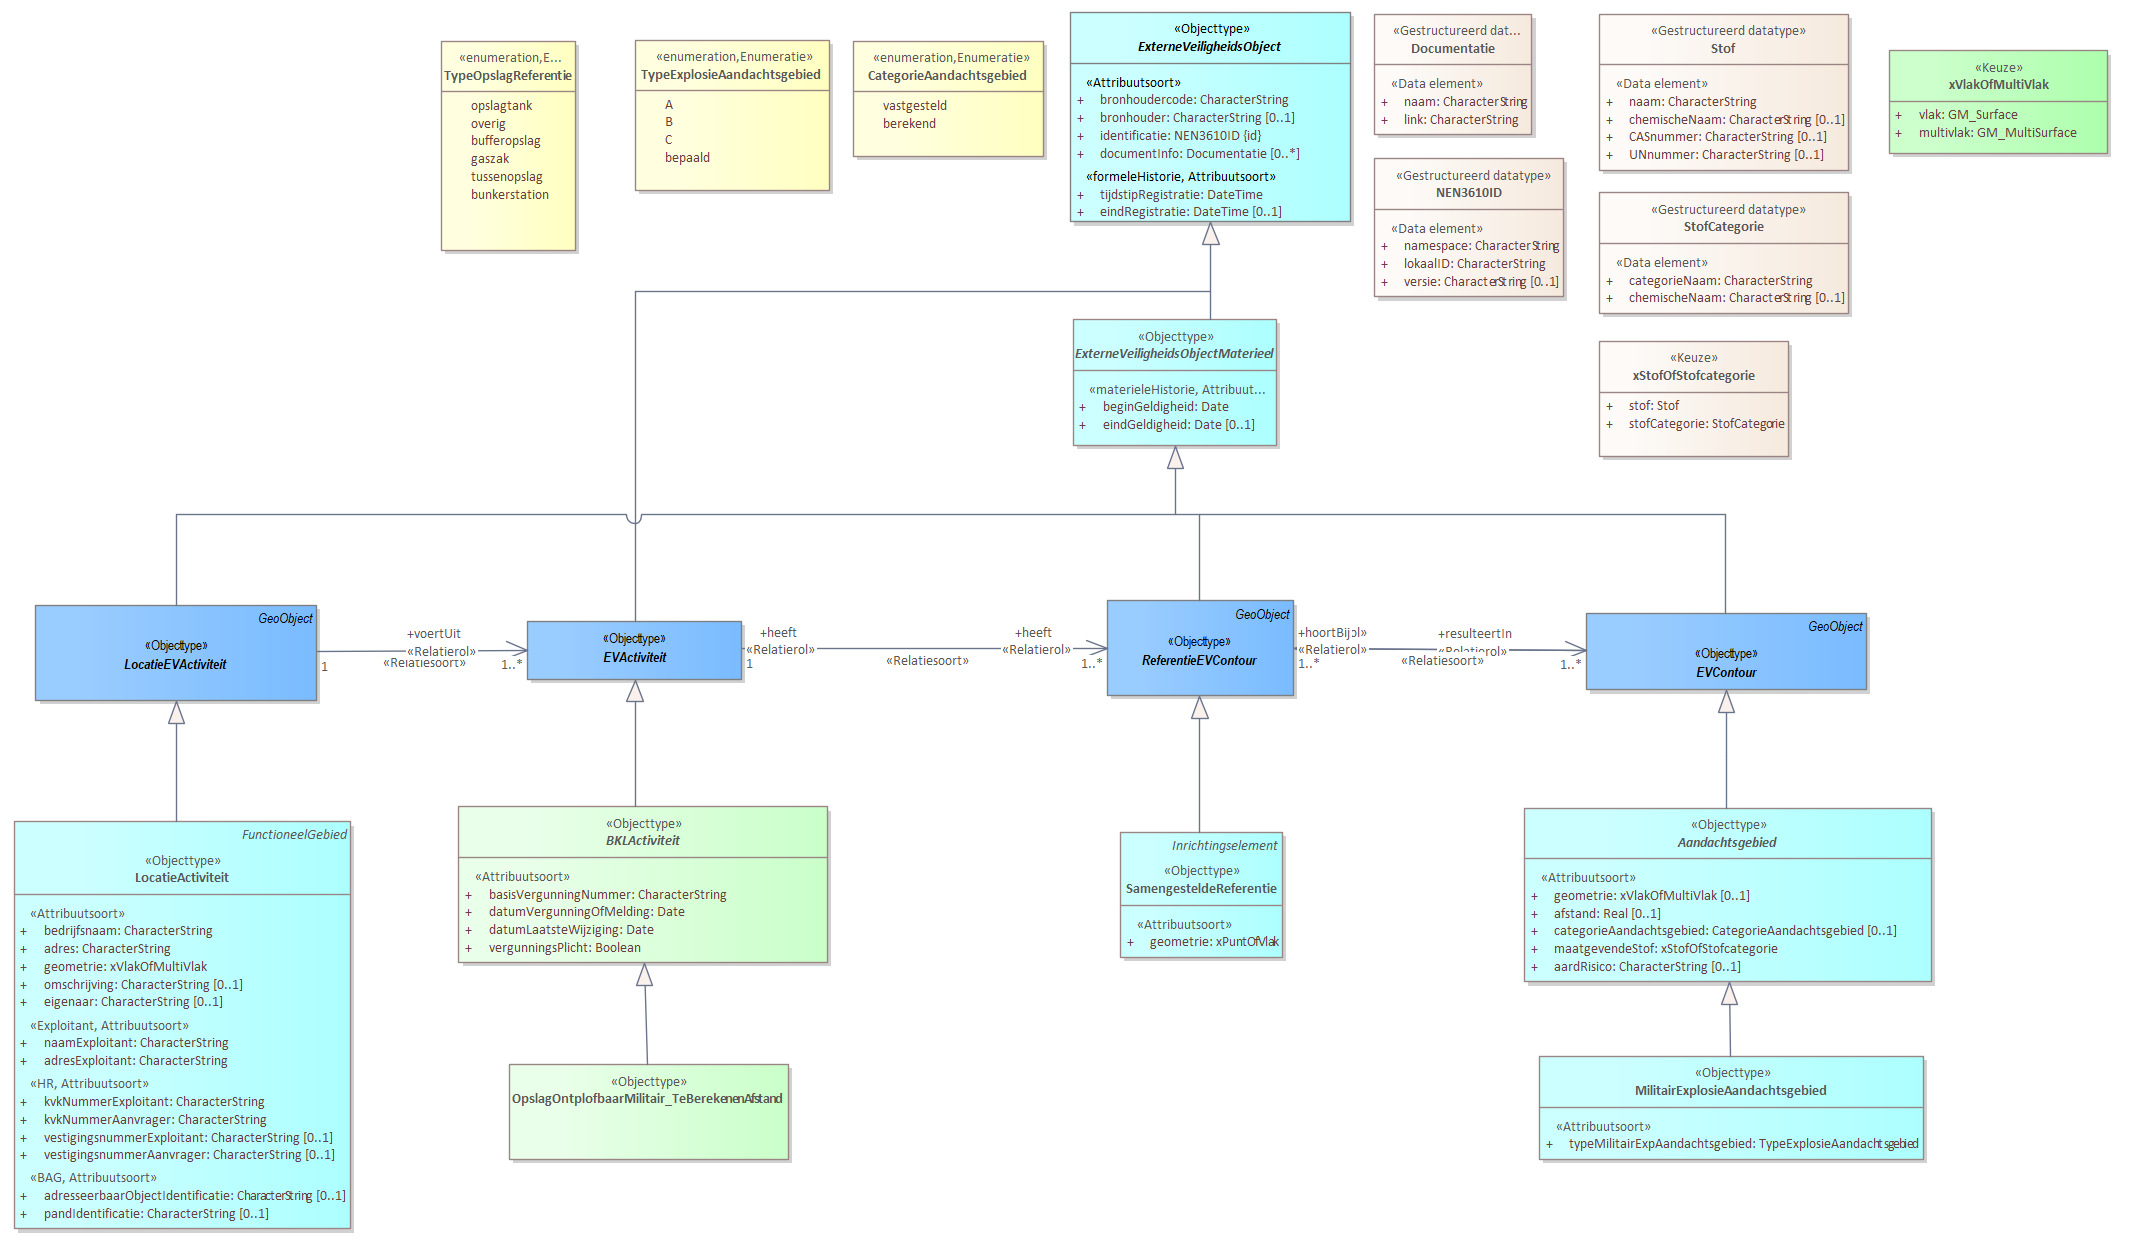 «enumeration,E...
TypeOpslagReferentie
opslagtank
overig
bufferopslag
gaszak
tussenopslag
bunkerstation
«enumeration,Enumeratie»
TypeExplosieAandachtsgebied
A
B
C
bepaald
«enumeration,Enumeratie»
CategorieAandachtsgebied
vastgesteld
berekend
«Objecttype»
ExterneVeiligheidsObject
«Attribuutsoort»
+ bronhoudercode: CharacterString
+ bronhouder: CharacterString [0..1]
+ identificatie: NEN3610ID {id}
+ documentInfo: Documentatie [0..*]
«formeleHistorie, Attribuutsoort»
+ tijdstipRegistratie: DateTime
+ eindRegistratie: DateTime [0..1]
«Gestructureerd dat...
Documentatie
«Data element»
+ naam: CharacterString
+ link: CharacterString
«Gestructureerd datatype»
NEN3610ID
«Data element»
+ namespace: CharacterString
+ lokaalID: CharacterString
+ versie: CharacterString [0..1]
«Gestructureerd datatype»
Stof
«Data element»
+ naam: CharacterString
+ chemischeNaam: CharacterString [0..1]
+ CASnummer: CharacterString [0..1]
+ UNnummer: CharacterString [0..1]
«Gestructureerd datatype»
StofCategorie
«Data element»
+ categorieNaam: CharacterString
+ chemischeNaam: CharacterString [0..1]
«Keuze»
xStofOfStofcategorie
+ stof: Stof
+ stofCategorie: StofCategorie
«Keuze»
xVlakOfMultiVlak
+ vlak: GM_Surface
+ multivlak: GM_MultiSurface
«Objecttype»
ExterneVeiligheidsObjectMaterieel
«materieleHistorie, Attribuut...
+ beginGeldigheid: Date
+ eindGeldigheid: Date [0..1]
GeoObject
«Objecttype»
LocatieEVActiviteit
1
+voertUit
«Relatierol»
«Relatiesoort»
1..*
«Objecttype»
EVActiviteit
+heeft
«Relatierol»
1
«Relatiesoort»
+heeft
«Relatierol»
1..*
GeoObject
«Objecttype»
ReferentieEVContour
+hoortBijol»
«Relatierol»
1..*
«Relatiesoort»
+resulteertIn
«Relatierol»
1..*
GeoObject
«Objecttype»
EVContour
FunctioneelGebied
«Objecttype»
LocatieActiviteit
«Attribuutsoort»
+ bedrijfsnaam: CharacterString
+ adres: CharacterString
+ geometrie: xVlakOfMultiVlak
+ omschrijving: CharacterString [0..1]
+ eigenaar: CharacterString [0..1]
«Exploitant, Attribuutsoort»
+ naamExploitant: CharacterString
+ adresExploitant: CharacterString
«HR, Attribuutsoort»
+ kvkNummerExploitant: CharacterString
+ kvkNummerAanvrager: CharacterString
+ vestigingsnummerExploitant: CharacterString [0..1]
+ vestigingsnummerAanvrager: CharacterString [0..1]
«BAG, Attribuutsoort»
+ adresseerbaarObjectIdentificatie: CharacterString [0..1]
+ pandIdentificatie: CharacterString [0..1]
«Objecttype»
BKLActiviteit
«Attribuutsoort»
+ basisVergunningNummer: CharacterString
+ datumVergunningOfMelding: Date
+ datumLaatsteWijziging: Date
+ vergunningsPlicht: Boolean
«Objecttype»
OpslagOntplofbaarMilitair_TeBerekenenAfstand
Inrichtingselement
«Objecttype»
SamengesteldeReferentie
«Attribuutsoort»
+ geometrie: xPuntOfVlak
«Objecttype»
Aandachtsgebied
«Attribuutsoort»
+ geometrie: xVlakOfMultiVlak [0..1]
+ afstand: Real [0..1]
+ categorieAandachtsgebied: CategorieAandachtsgebied [0..1]
+ maatgevendeStof: xStofOfStofcategorie
+ aardRisico: CharacterString [0..1]
«Objecttype»
MilitairExplosieAandachtsgebied
«Attribuutsoort»
+ typeMilitairExpAandachtsgebied: TypeExplosieAandachtsgebied